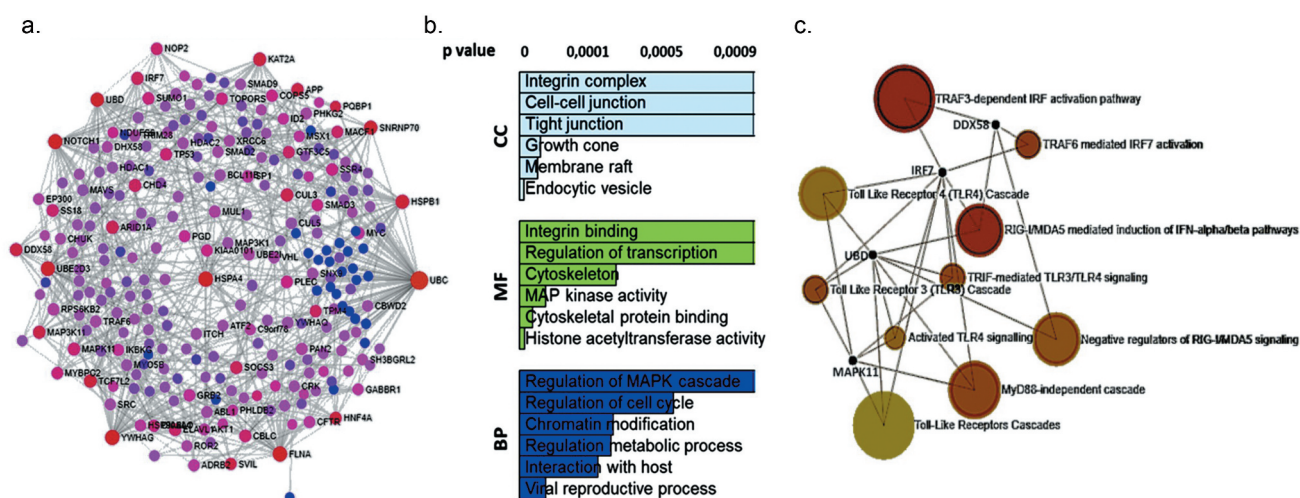 a.
NOP2
KAT2A
IRF7
SMAD9
APP
UBD
SUMO1
COPS5
TOPORS
PHKG2
PQBP1
ID2
NOTCH1
NDUFS5
TRIM28
MSX1
MACF1
SNRNP70
DHX58
HDAC2
XRCC6
GTF3C5
TP53
SMAD2
SSR4
HDAC1
BCL11B
SP1
CHD4
MAVS
EP300
CUL3
SS18
MUL1
SMAD3
HSPB1
ARID1A
CUL5
MYC
CHUK
PGD
MAP3K1
DDX58
KIAA0101
UBE2I
VHL
UBE2D3
HSPA4
SNX9
UBC
PLEC
RPS6KB2
TPM4
CBWD2
TRAF6
ATF2
C9orf78
YWHAQ
MAP3K11
ITCH
MAPK11
IKBKG
PAN2
MYO5B
SH3BGRL2
MYBPC2
SOCS3
TCF7L2
GRB2
CRK
GABBR1
SRC
ABL1
PHLDB2
HNF4A
ELAVL1
AKT1
CFTR
YWHAG
ROR2
CBLC
FLNA
ADRB2
SVIL
b.
p value 0 0,0001 0,0005 0,0009
CC
Integrin complex
Cell-cell junction
Tight junction
Growth cone
Membrane raft
Endocytic vesicle
MF
Integrin binding
Regulation of transcription
Cytoskeleton
MAP kinase activity
Cytoskeletal protein binding
Histone acetyltransferase activity
BP
Regulation of MAPK cascade
Regulation of cell cycle
Chromatin modification
Regulation metabolic process
Interaction with host
Viral reproductive process
c.
TRAF3-dependent IRF activation pathway
DDX58
TRAF6 mediated IRF7 activation
IRF7
Toll Like Receptor 4 (TLR4) Cascade
RIG-I/MDA5 mediated induction of IFN-alpha/beta pathways
UBD
TRIF-mediated TLR3/TLR4 signaling
Toll Like Receptor 3 (TLR3) Cascade
Activated TLR4 signalling
Negative regulators of RIG-I/MDA5 signaling
MAPK11
MyD88-independent cascade
Toll-Like Receptors Cascades